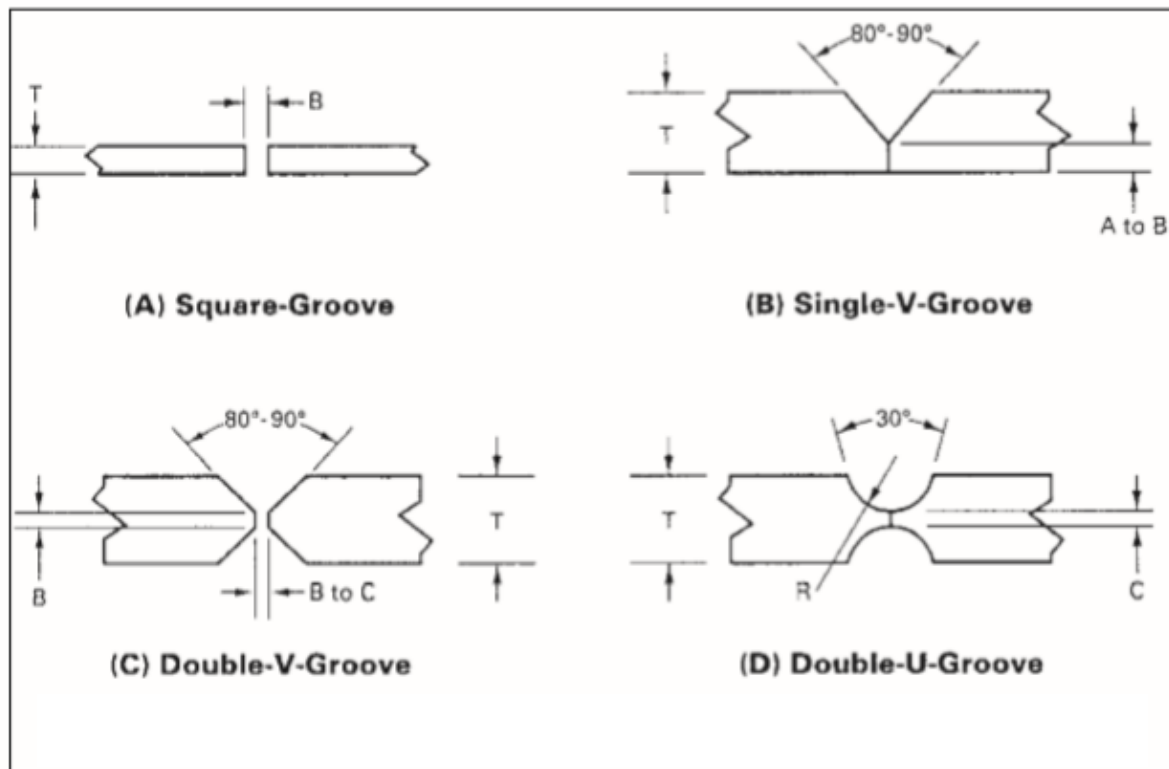 80°-90°
T
B
T
A to B
(A) Square-Groove
(B) Single-V-Groove
80°-90°
30°
T
T
B
B to C
R
C
(C) Double-V-Groove
(D) Double-U-Groove